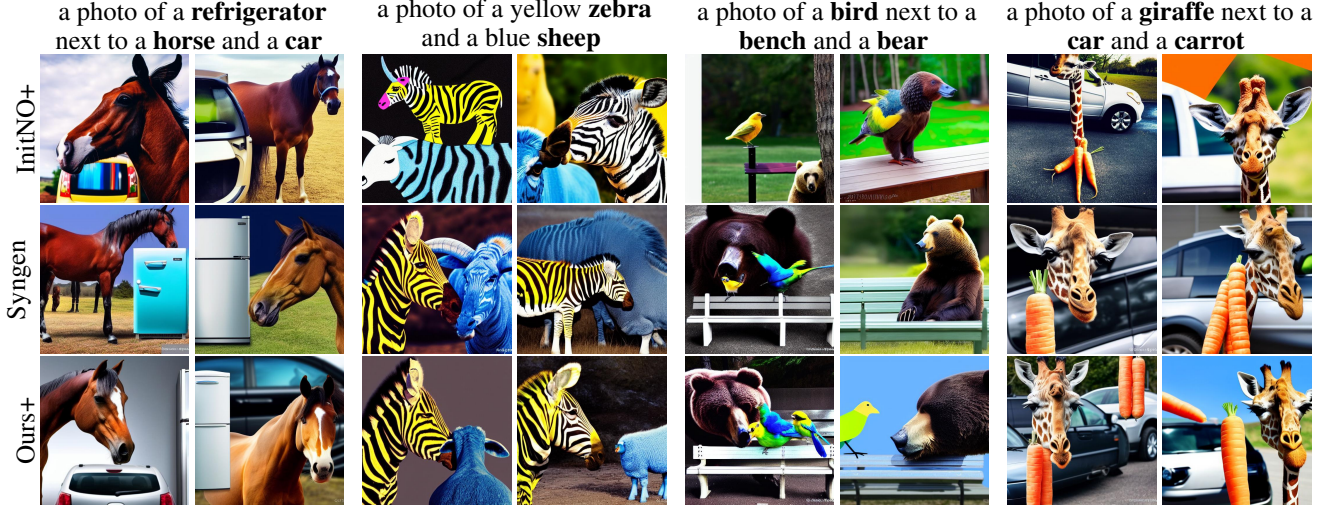 a photo of a refrigerator
next to a horse and a car
a photo of a yellow zebra
and a blue sheep
a photo of a bird next to a
bench and a bear
a photo of a giraffe next to a
car and a carrot
InitNO+
Syngen
Ours+